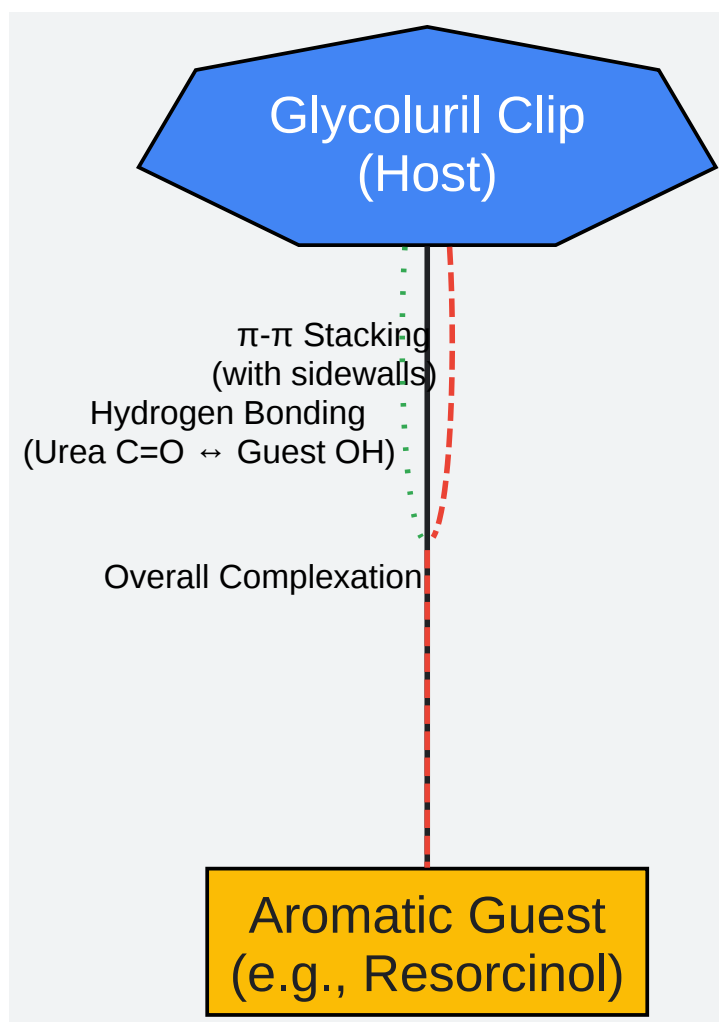 Glycoluril Clip
(Host)
π-π Stacking
(with sidewalls)
Hydrogen Bonding
(Urea C=O ↔ Guest OH)
Overall Complexation
Aromatic Guest
(e.g., Resorcinol)